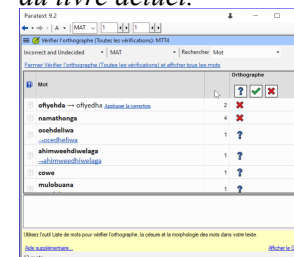 du livre actuel.
Paratext 9.2
A MAT 1 1
Vérifier l'orthographe (Toutes les vérifications): MTT4
Incorrect and Undecided MAT Rechercher Mot
Fermer Vérifier l'orthographe (Toutes les vérifications) et afficher tous les mots
Orthographe
Mot
ofiyehda → ofiyedha Appliquer la correction 2
namathonga 4
ocehdeliwa 1
→ocedheliwa
ahimweehdiwelaga 1
→ahimweedhiwelaga
cowe 1
mulobuana 1
Utilisez l'outil Liste de mots pour vérifier l'orthographe, la césure et la morphologie des mots dans votre texte.
Aide supplémentaire... Afficher le G